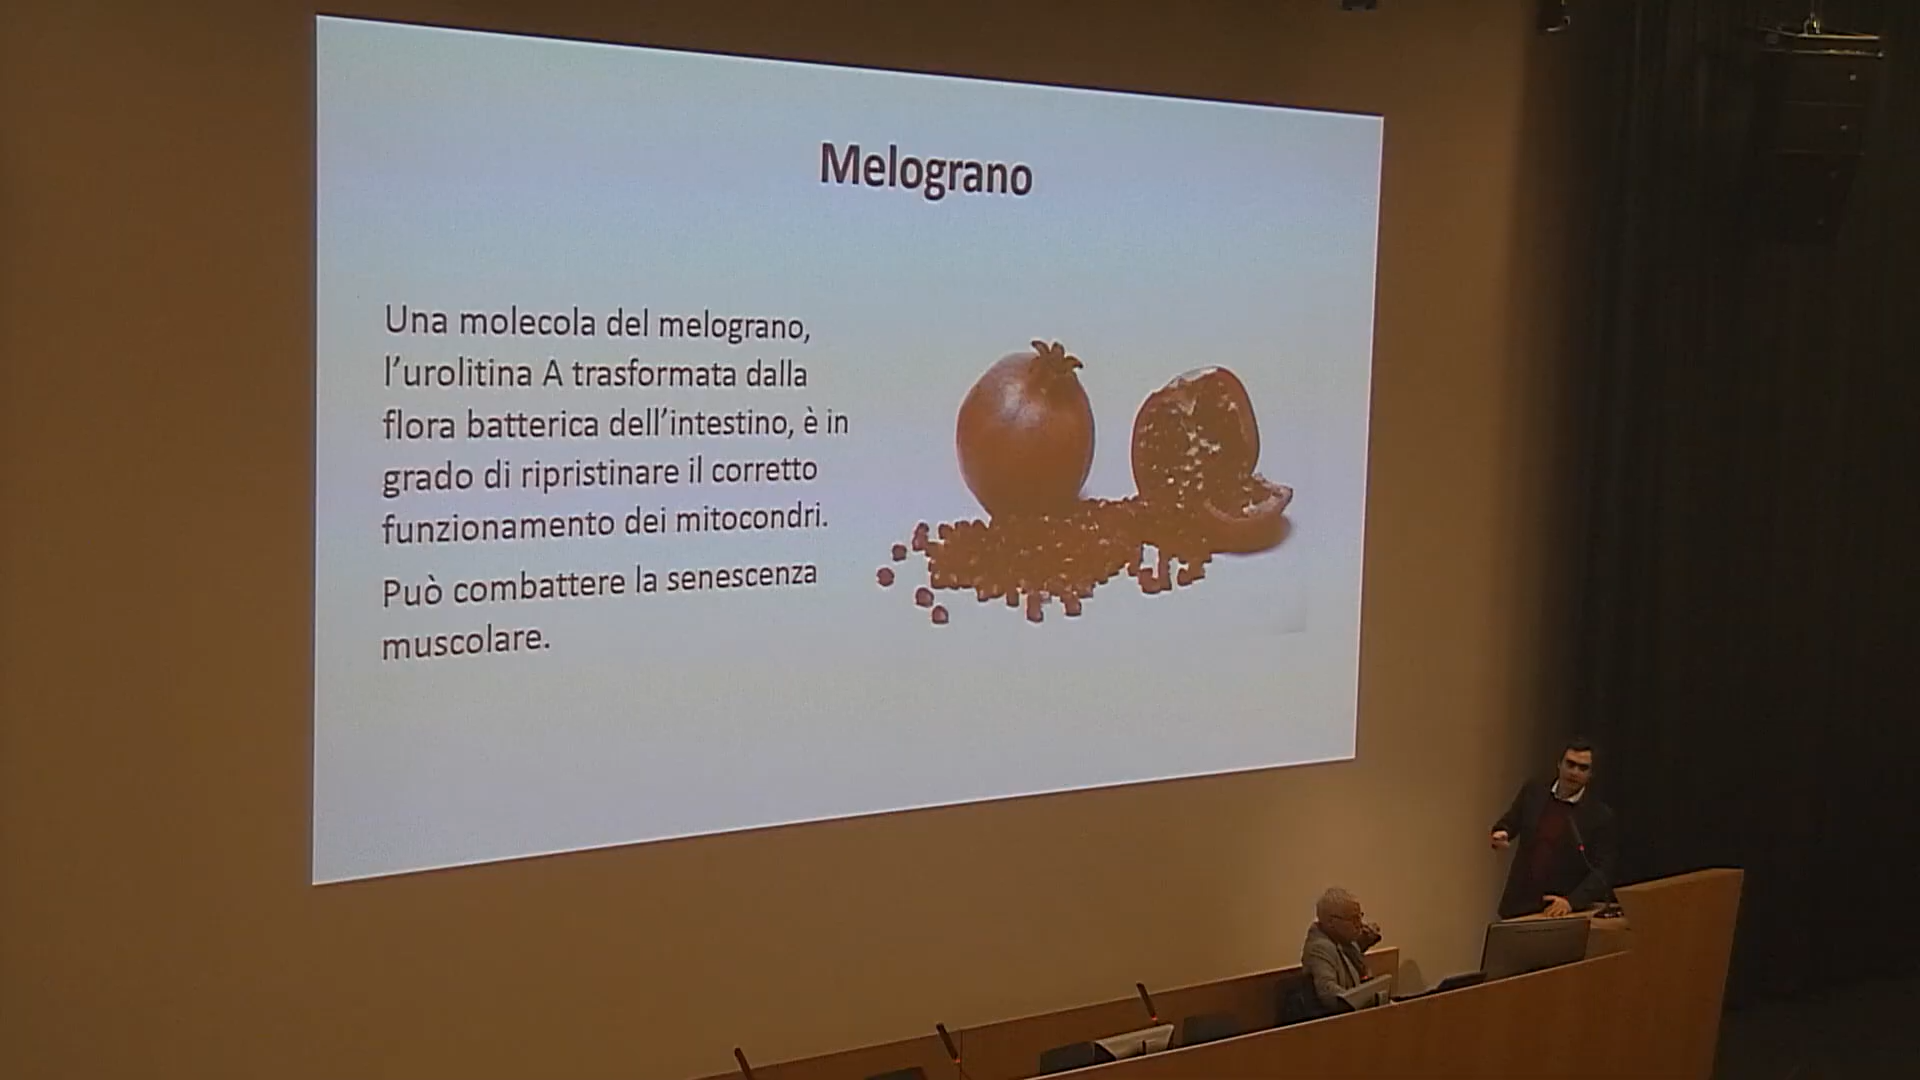 Melograno
Una molecola del melograno,
l'urolitina A trasformata dalla
flora batterica dell'intestino, è in
grado di ripristinare il corretto
funzionamento dei mitocondri.
Può combattere la senescenza
muscolare.